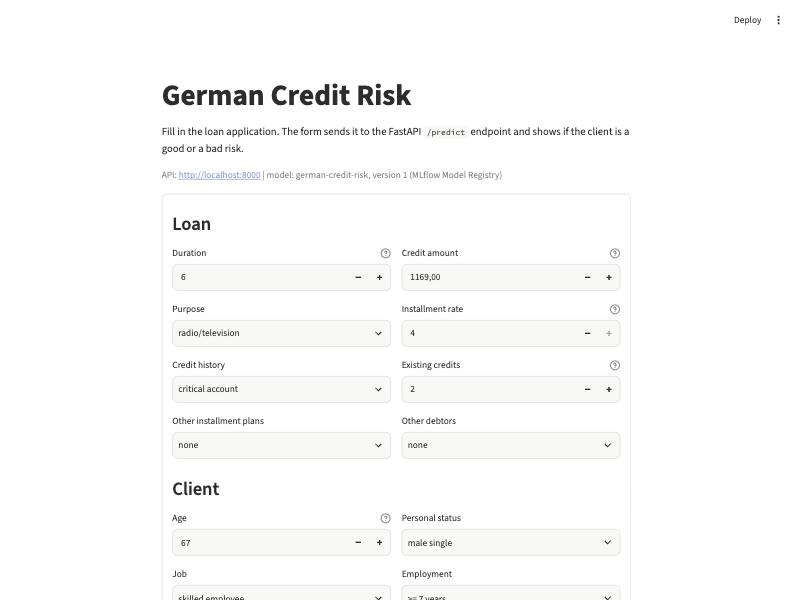 Deploy
German Credit Risk
Fill in the loan application. The form sends it to the FastAPI /predict endpoint and shows if the client is a
good or a bad risk.
API: http://localhost:8000 | model: german-credit-risk, version 1 (MLflow Model Registry)
Loan
Duration Credit amount
6 1169,00
Purpose Installment rate
radio/television 4
Credit history Existing credits
critical account 2
Other installment plans Other debtors
none none
Client
Age Personal status
67 male single
Job Employment
skilled employee >= 7 years